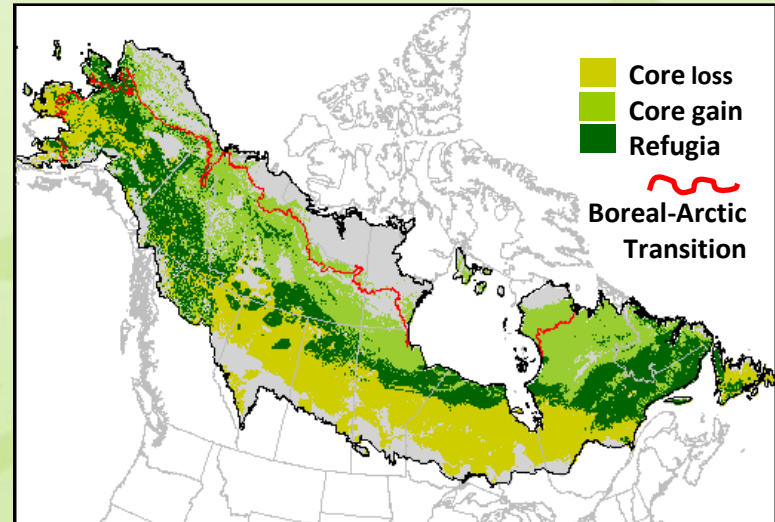 Core loss
Core gain
Refugia
Boreal-Arctic
Transition